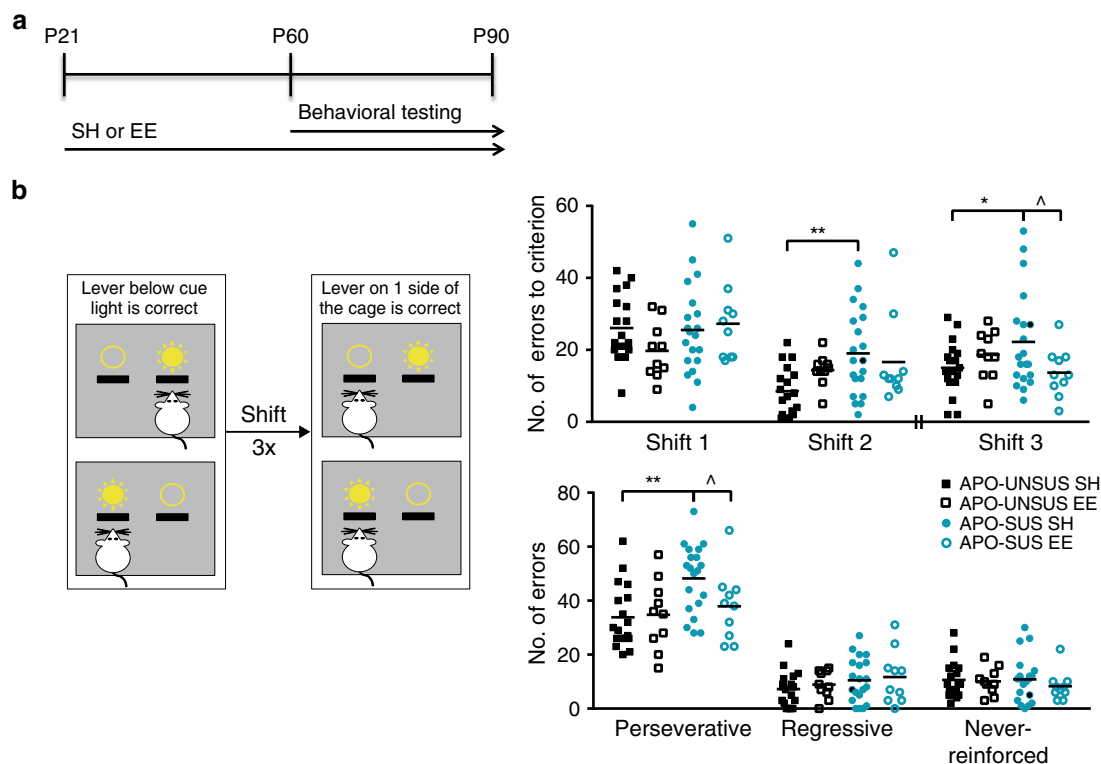 a
P21 P60 P90
Behavioral testing
SH or EE
b
Lever below cue
light is correct
Shift
3x
Lever on 1 side of
the cage is correct
No. of errors to criterion
60
40
20
0
**
* ^
Shift 1 Shift 2 Shift 3
No. of errors
80
60
40
20
0
** ^
APO-UNSUS SH
APO-UNSUS EE
APO-SUS SH
APO-SUS EE
Perseverative Regressive Never-
reinforced